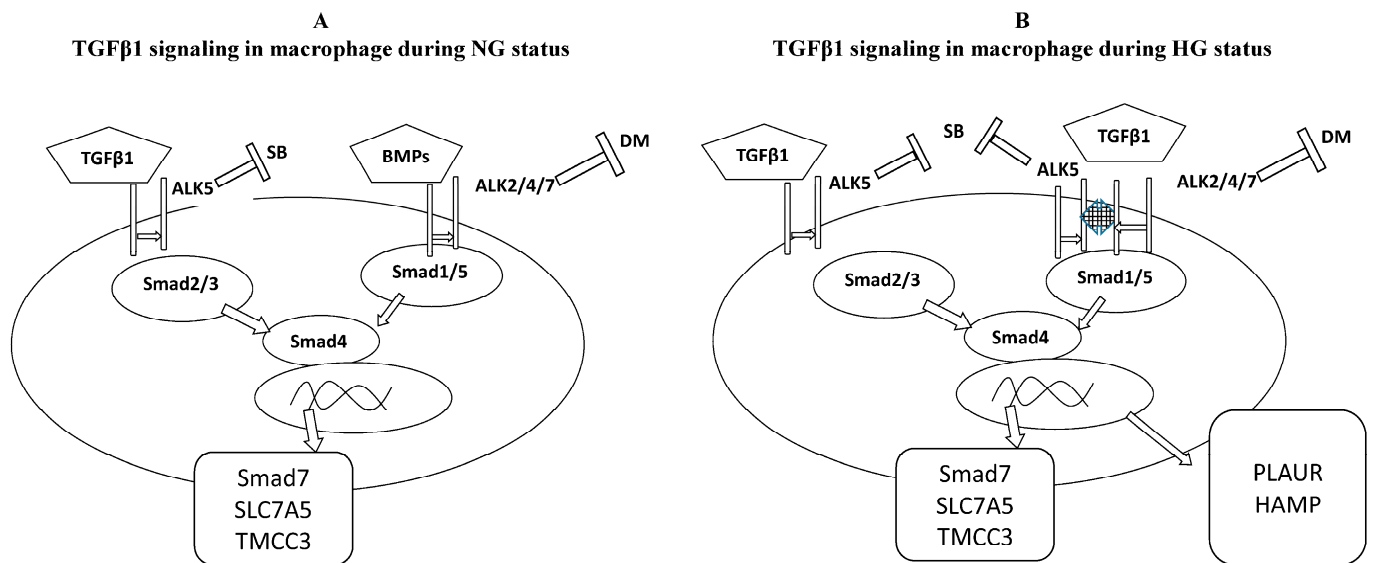 A
TGFβ1 signaling in macrophage during NG status
TGFβ1
ALK5
SB
BMPs
ALK2/4/7
DM
Smad2/3
Smad1/5
Smad4
Smad7
SLC7A5
TMCC3
B
TGFβ1 signaling in macrophage during HG status
TGFβ1
ALK5
SB
ALK5
TGFβ1
ALK2/4/7
DM
Smad2/3
Smad1/5
Smad4
Smad7
SLC7A5
TMCC3
PLAUR
HAMP